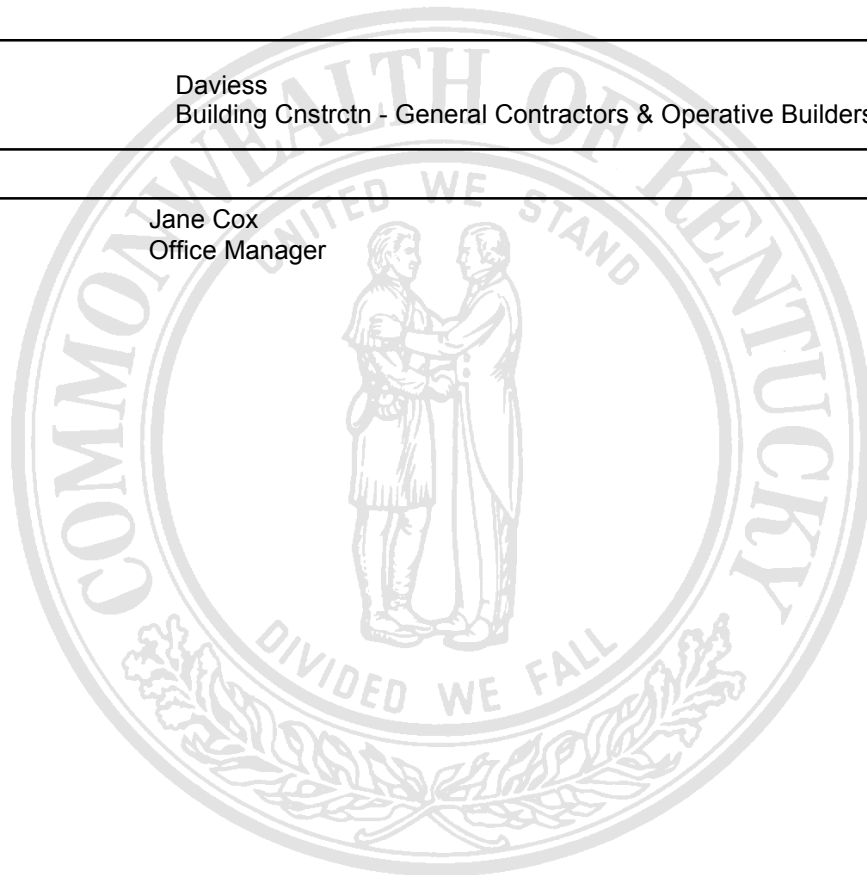 Daviess
Building Cnstrctn - General Contractors & Operative Builders
Jane Cox
Office Manager
COMMONWEALTH OF KENTUCKY
UNITED WE STAND
DIVIDED WE FALL